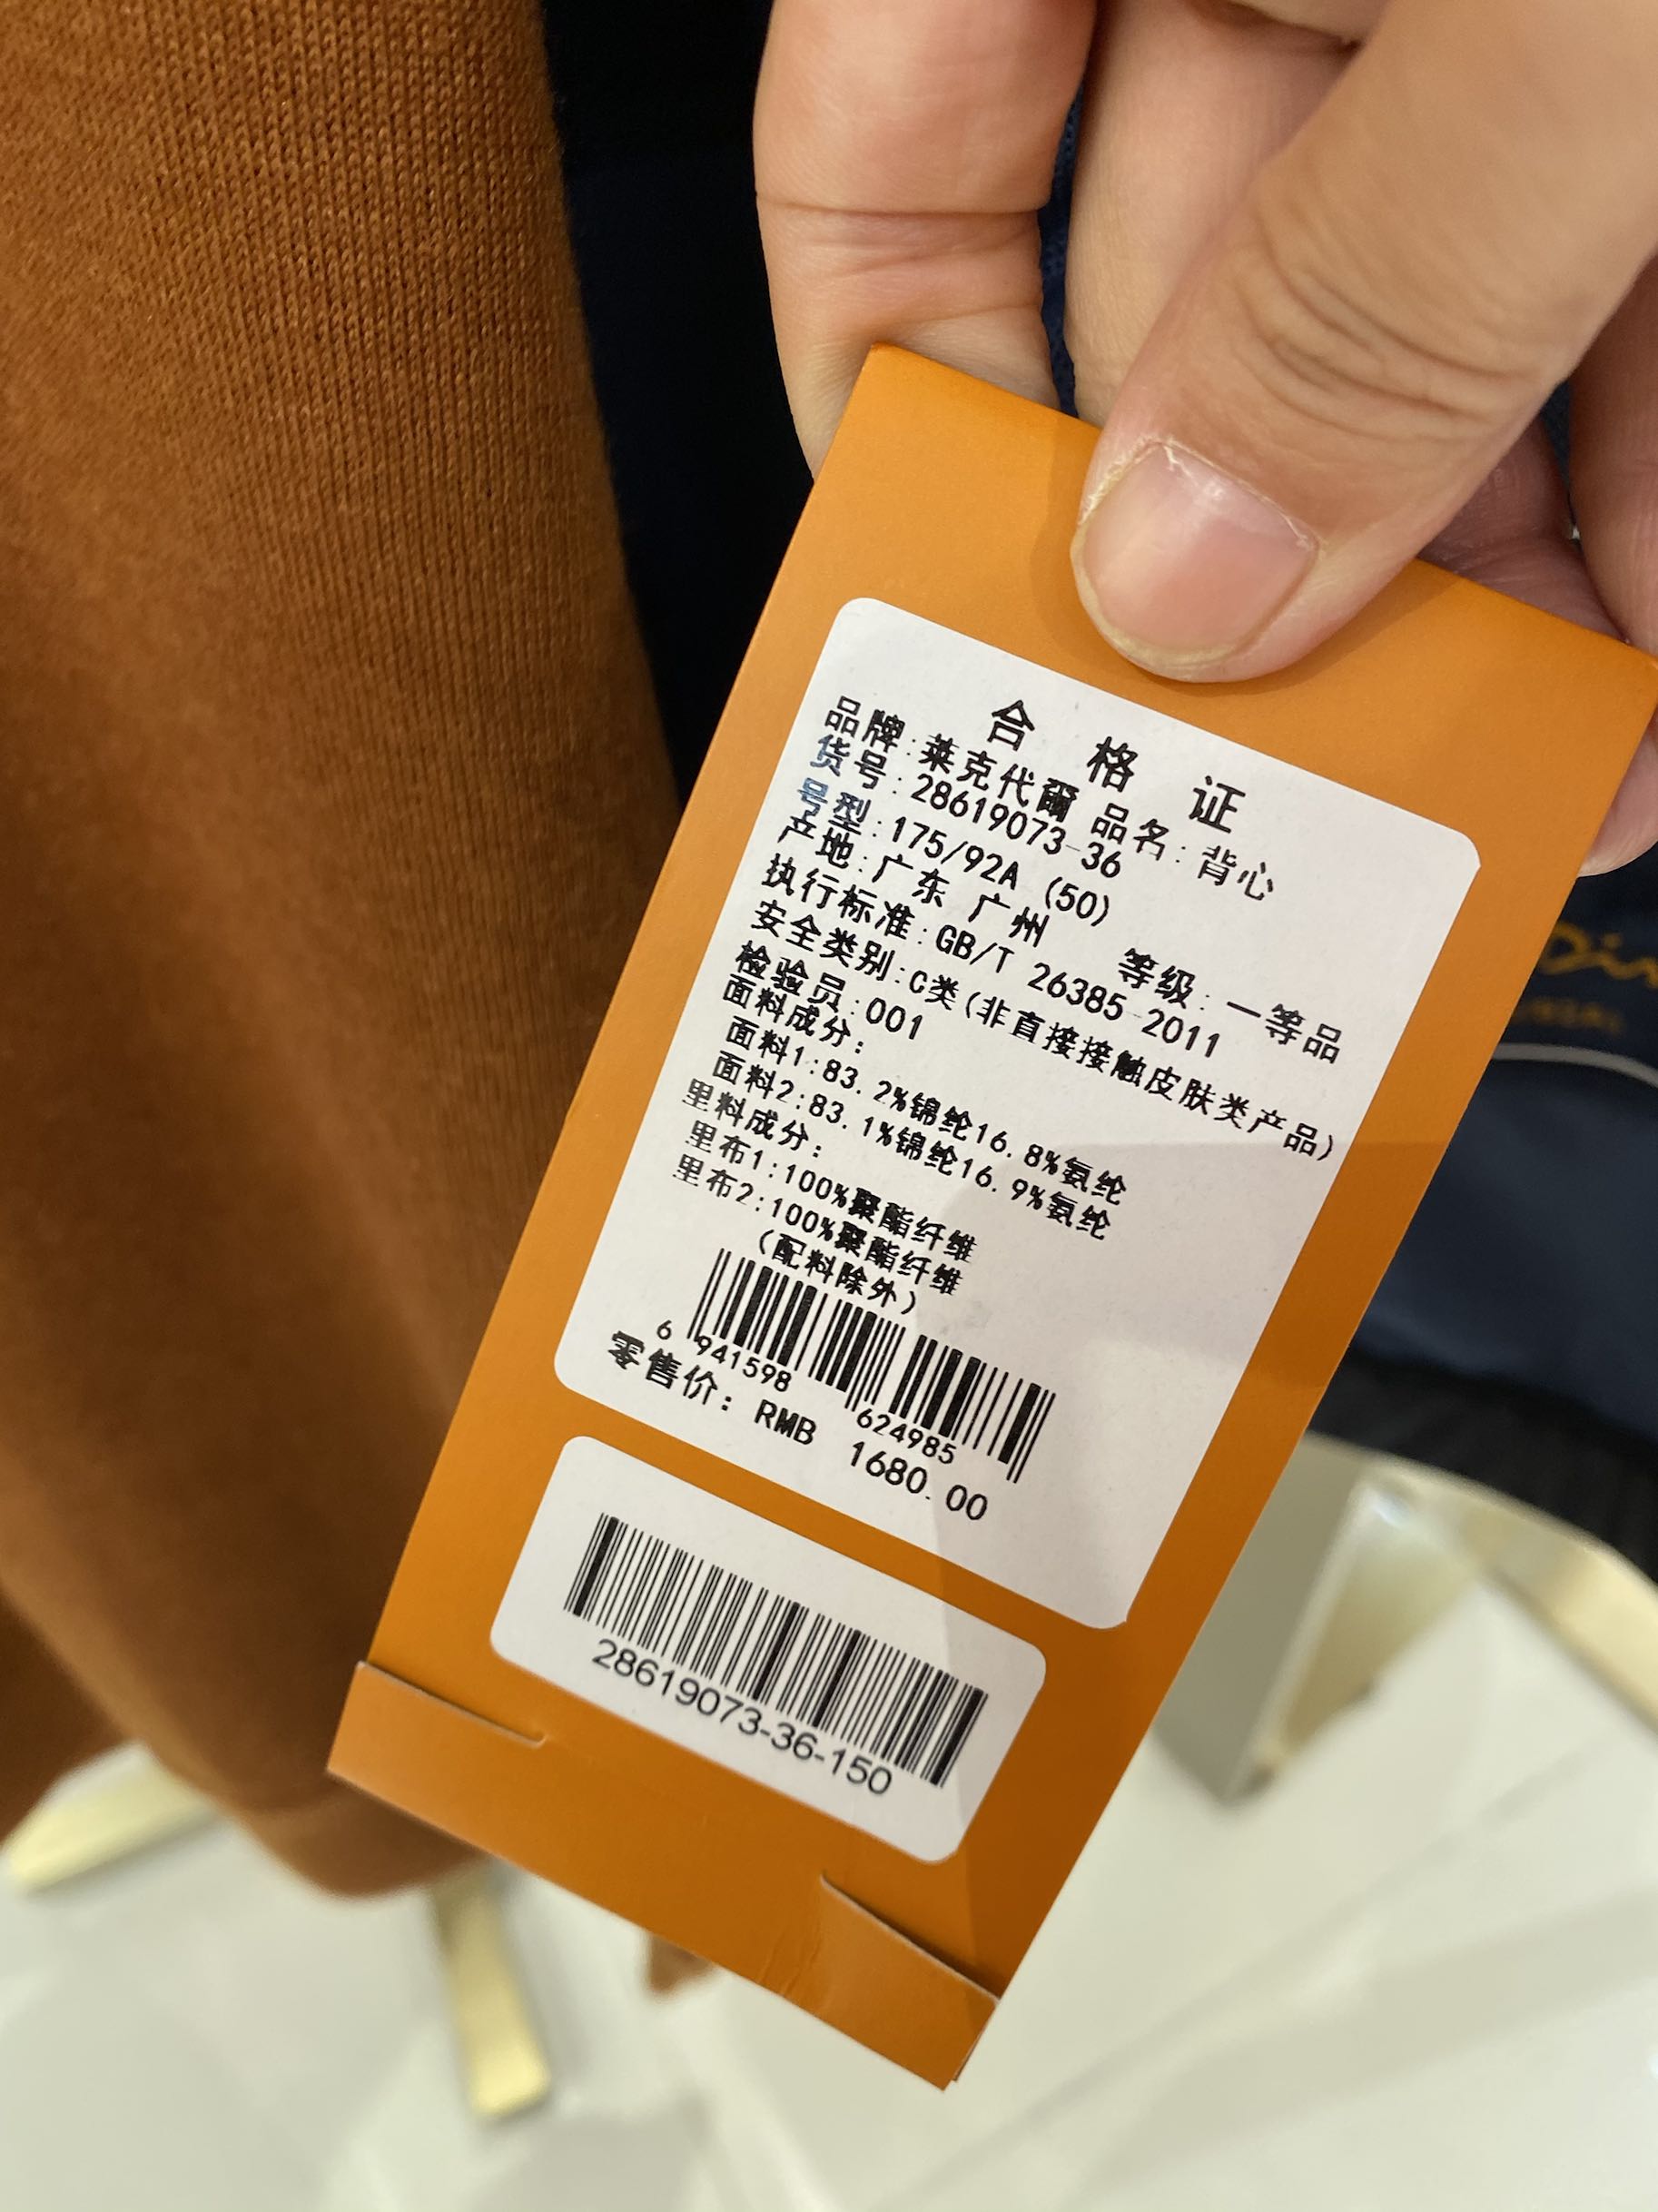 合 格 证
品牌:莱克代爾 品名:背心
货号:28619073-36
号型:175/92A (50)
产地:广东 广州 等级:一等品
执行标准:GB/T 26385-2011
安全类别:C类(非直接接触皮肤类产品)
检验员:001
面料成分:
面料1:83.2%锦纶16.8%氨纶
面料2:83.1%锦纶16.9%氨纶
里料成分:
里布1:100%聚酯纤维
里布2:100%聚酯纤维
(配料除外)
6 941598 624985
零售价: RMB 1680.00
28619073-36-150